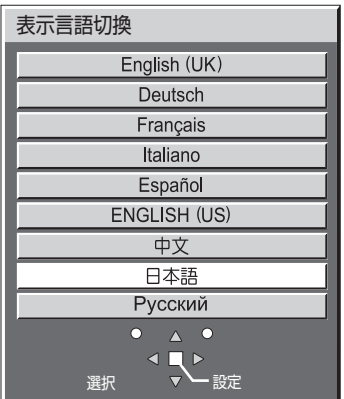 表示言語切換
English (UK)
Deutsch
Français
Italiano
Español
ENGLISH (US)
中文
日本語
Русский
選択
設定